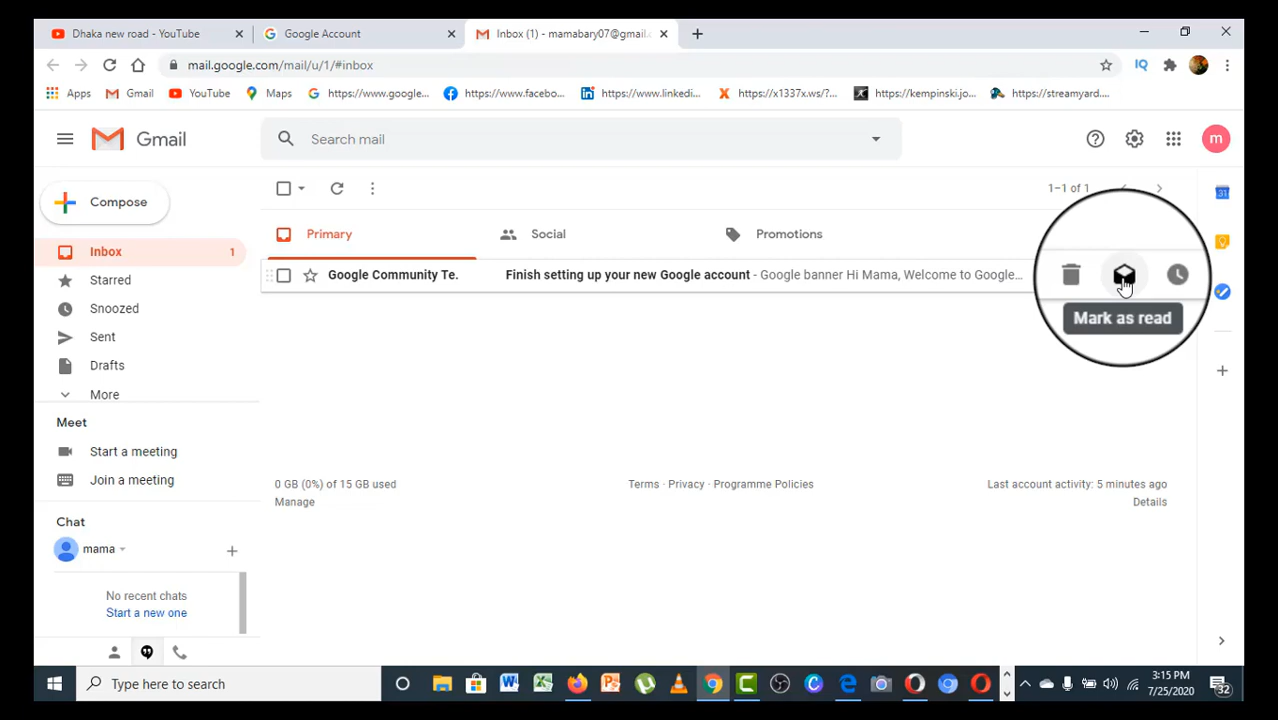 Dhaka new road - YouTube
Google Account
Inbox (1) - mamabary07@gmail.c
mail.google.com/mail/u/1/#inbox
IQ
Apps
Gmail
YouTube
Maps
https://www.google...
https://www.facebo...
https://www.linkedi...
https://x1337x.ws/?...
https://kempinski.jo...
https://streamyard....
Gmail
Search mail
m
Compose
1–1 of 1
31
Primary
Social
Promotions
Inbox
1
Google Community Te.
Finish setting up your new Google account - Google banner Hi Mama, Welcome to Google...
Mark as read
Starred
Snoozed
Sent
Drafts
More
Meet
Start a meeting
Join a meeting
0 GB (0%) of 15 GB used
Manage
Terms · Privacy · Programme Policies
Last account activity: 5 minutes ago
Details
Chat
mama
No recent chats
Start a new one
Type here to search
3:15 PM
7/25/2020
32